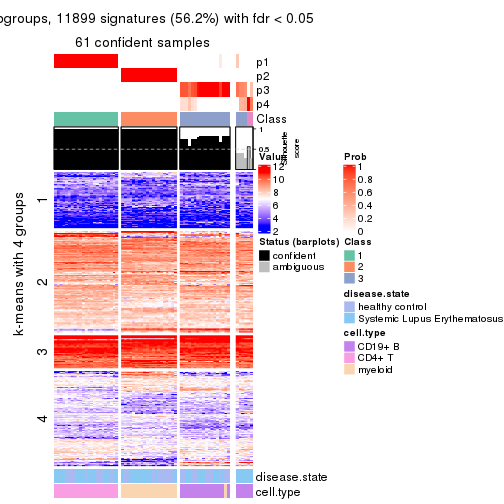 ogroups, 11899 signatures (56.2%) with fdr < 0.05
61 confident samples
p1
p2
p3
p4
Class
1
0.5
0
Silhouette
score
k-means with 4 groups
1
2
3
4
Value
12
10
8
6
4
2
Prob
1
0.8
0.6
0.4
0.2
0
Status (barplots)
confident
ambiguous
Class
1
2
3
disease.state
healthy control
Systemic Lupus Erythematosus
cell.type
CD19+ B
CD4+ T
myeloid
disease.state
cell.type